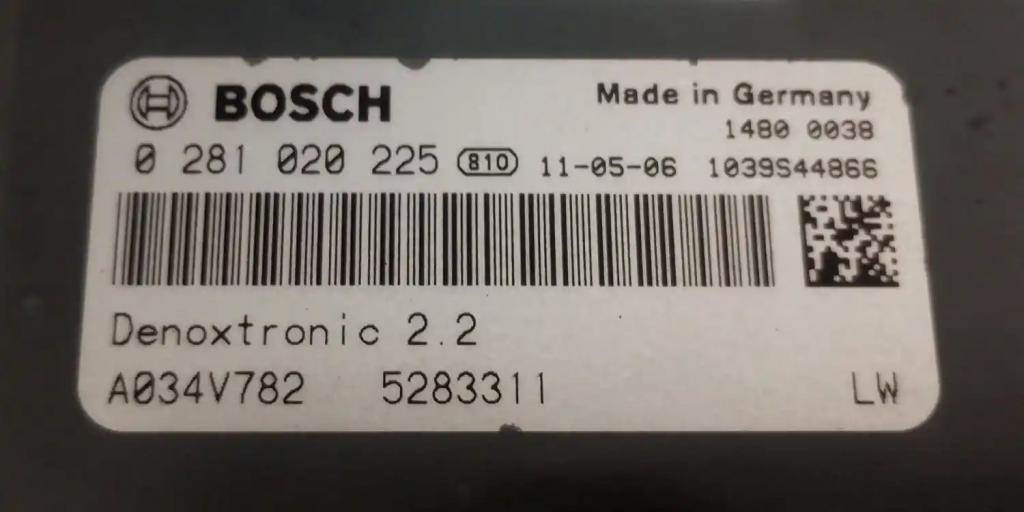 BOSCH
Made in Germany
1480 0038
0 281 020 225 810 11-05-06 1039S44866
Denoxtronic 2.2
A034V782 5283311 LW